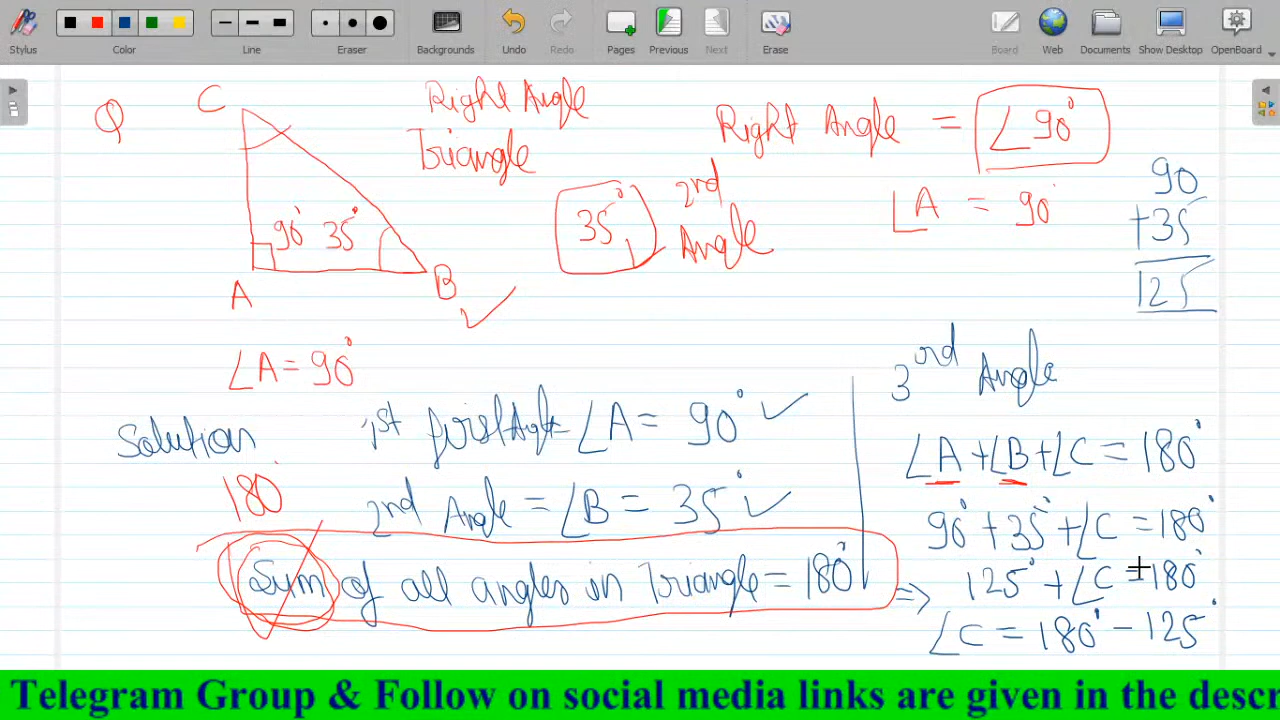 Stylus Color Line Eraser Backgrounds Undo Redo Pages Previous Next Erase Board Web Documents Show Desktop OpenBoard
Q
C
Right Angle
Triangle
90° 35°
A
B
35°
2nd
Angle
Right Angle = ∠90°
∠A = 90°
90
+35
125
∠A = 90°
Solution
1st first Angle = ∠A = 90° ✓
180
2nd Angle = ∠B = 35° ✓
Sum of all angles in Triangle = 180°
3rd Angle
∠A + ∠B + ∠C = 180°
90° + 35° + ∠C = 180°
⇒ 125° + ∠C = 180°
∠C = 180° - 125°
Telegram Group & Follow on social media links are given in the descr